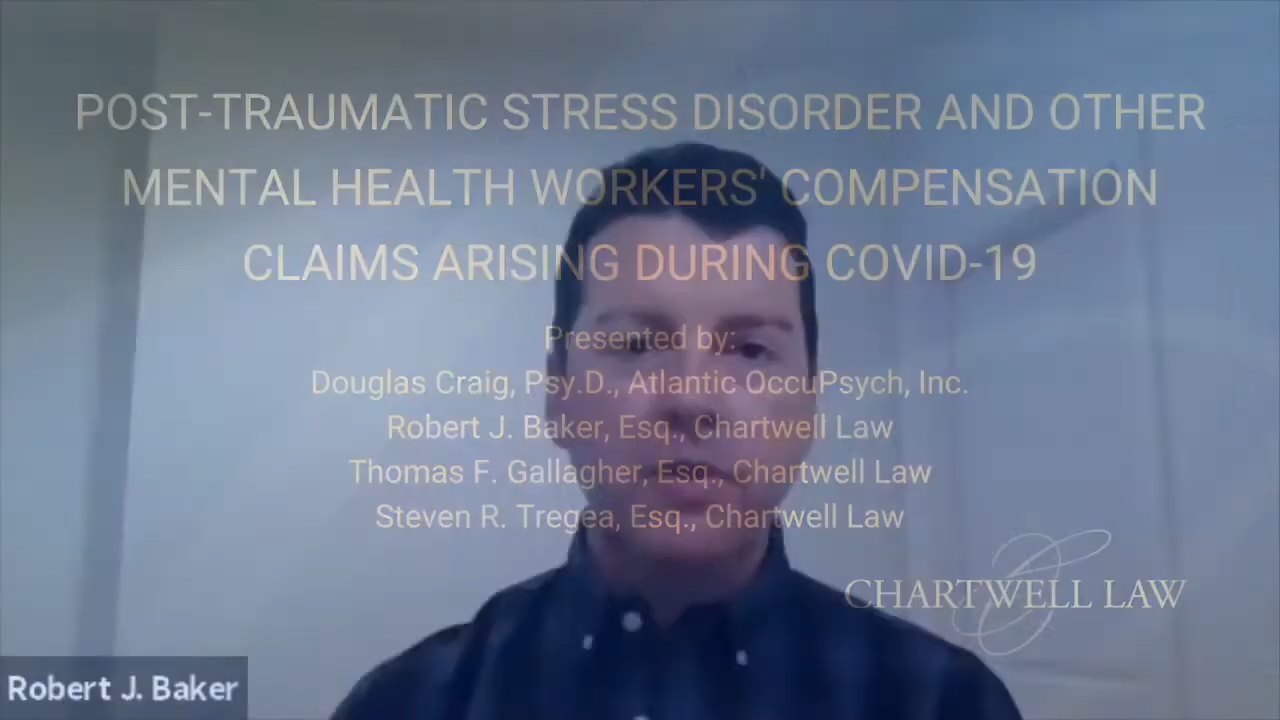 POST-TRAUMATIC STRESS DISORDER AND OTHER
MENTAL HEALTH WORKERS' COMPENSATION
CLAIMS ARISING DURING COVID-19
Presented by:
Douglas Craig, Psy.D., Atlantic OccuPsych, Inc.
Robert J. Baker, Esq., Chartwell Law
Thomas F. Gallagher, Esq., Chartwell Law
Steven R. Tregea, Esq., Chartwell Law
CHARTWELL LAW
Robert J. Baker